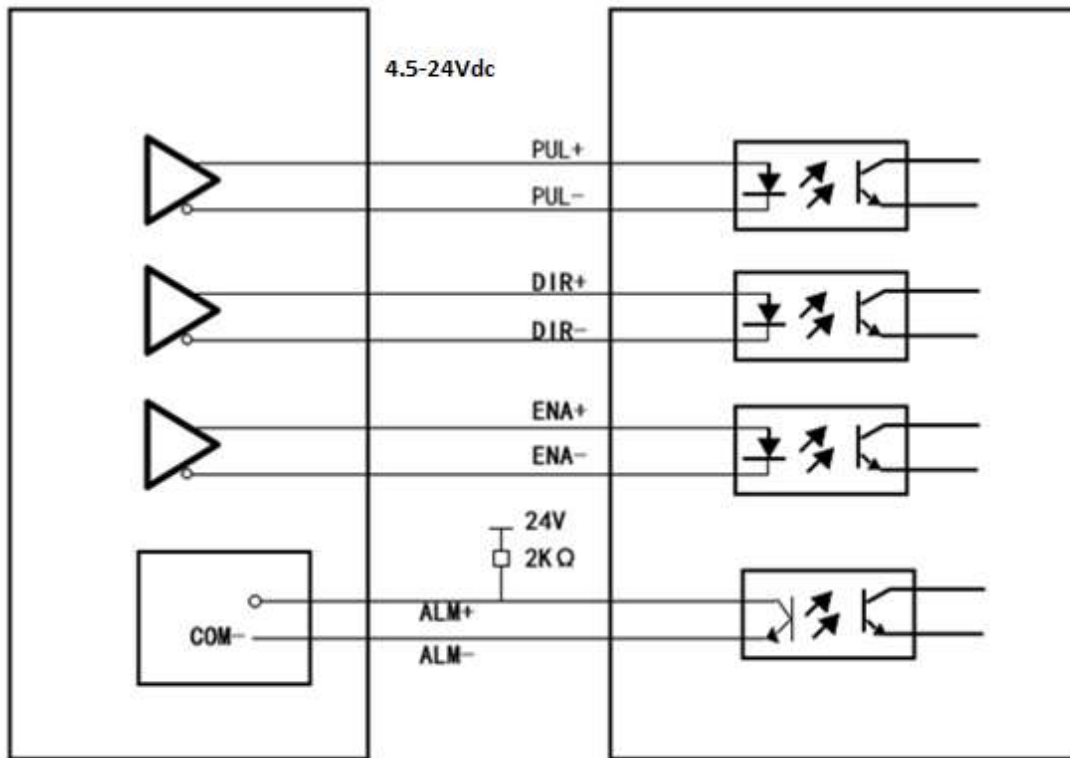 4.5-24Vdc
PUL+
PUL-
DIR+
DIR-
ENA+
ENA-
24V
2KΩ
ALM+
COM-
ALM-